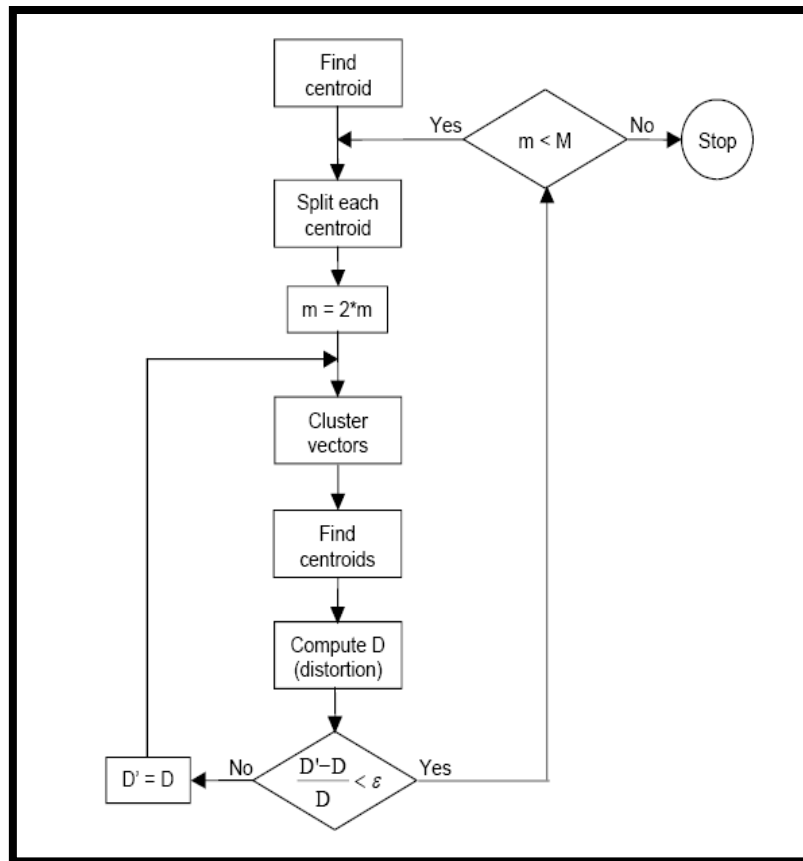 Find
centroid
Yes
m < M
No
Stop
Split each
centroid
m = 2*m
Cluster
vectors
Find
centroids
Compute D
(distortion)
D'−D
D
< ε
No
D' = D
Yes